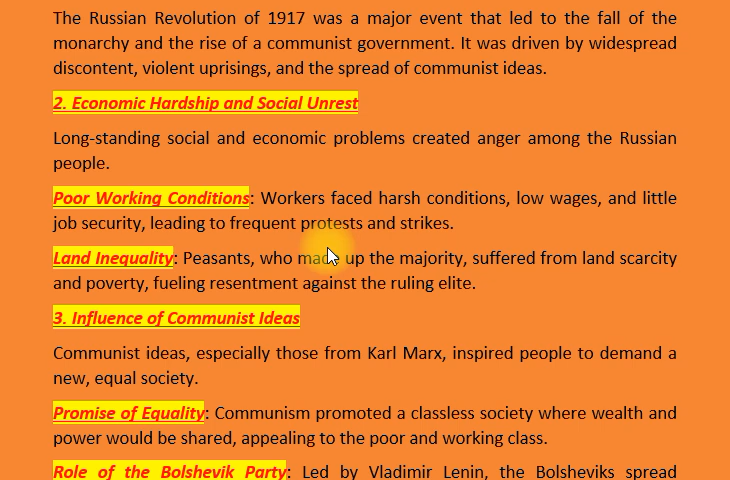 The Russian Revolution of 1917 was a major event that led to the fall of the
monarchy and the rise of a communist government. It was driven by widespread
discontent, violent uprisings, and the spread of communist ideas.
2. Economic Hardship and Social Unrest
Long-standing social and economic problems created anger among the Russian
people.
Poor Working Conditions: Workers faced harsh conditions, low wages, and little
job security, leading to frequent protests and strikes.
Land Inequality: Peasants, who made up the majority, suffered from land scarcity
and poverty, fueling resentment against the ruling elite.
3. Influence of Communist Ideas
Communist ideas, especially those from Karl Marx, inspired people to demand a
new, equal society.
Promise of Equality: Communism promoted a classless society where wealth and
power would be shared, appealing to the poor and working class.
Role of the Bolshevik Party: Led by Vladimir Lenin, the Bolsheviks spread